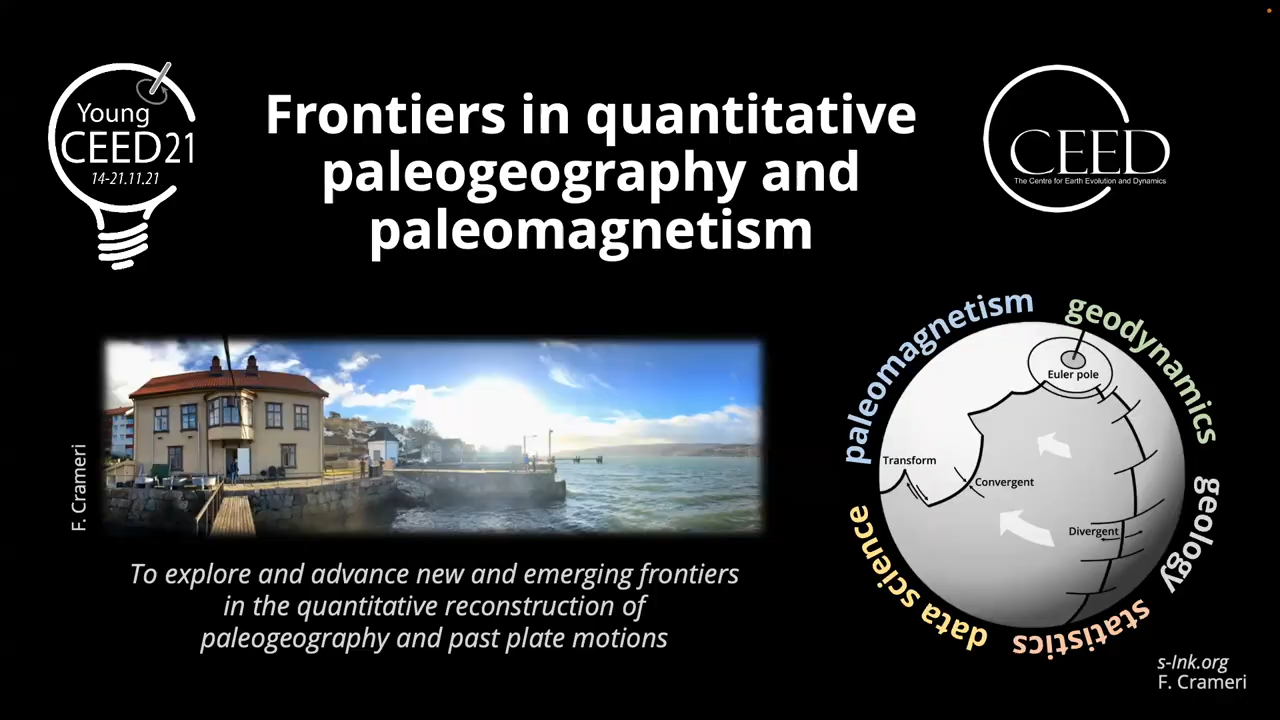 Young
CEED21
14-21.11.21
Frontiers in quantitative
paleogeography and
paleomagnetism
CEED
The Centre for Earth Evolution and Dynamics
F. Crameri
To explore and advance new and emerging frontiers
in the quantitative reconstruction of
paleogeography and past plate motions
paleomagnetism
geodynamics
geology
statistics
data science
Euler pole
Transform
Convergent
Divergent
s-Ink.org
F. Crameri